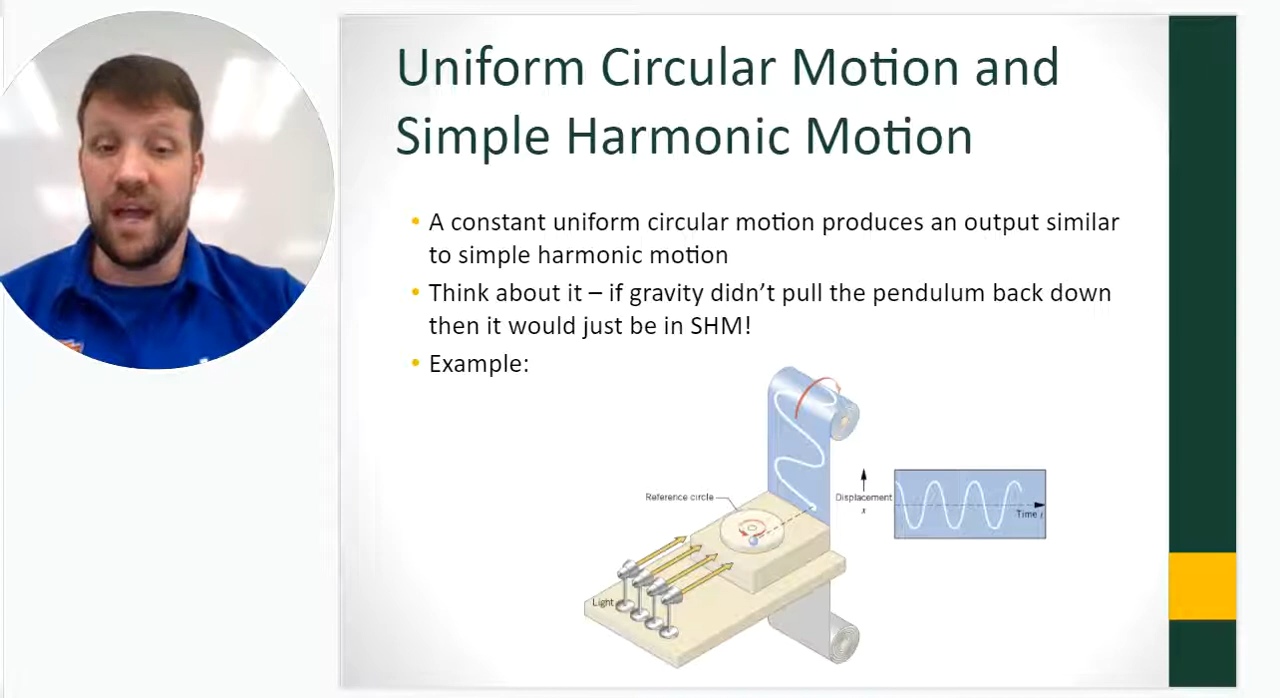 Uniform Circular Motion and
Simple Harmonic Motion
• A constant uniform circular motion produces an output similar
to simple harmonic motion
• Think about it – if gravity didn't pull the pendulum back down
then it would just be in SHM!
• Example:
Reference circle
Displacement
x
Time t
Light